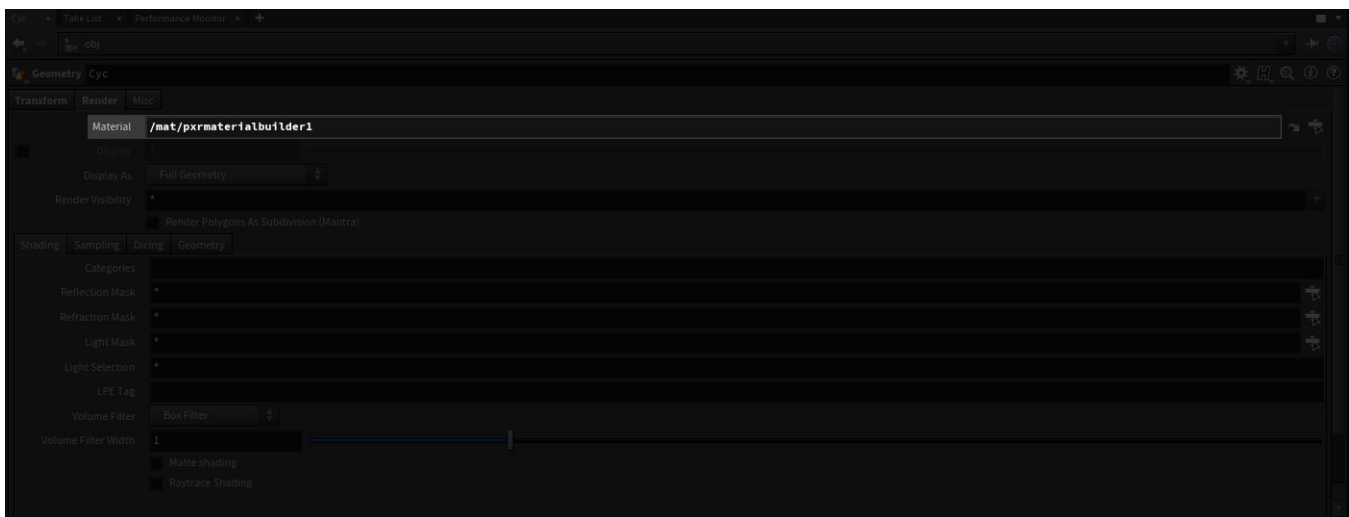 Cyc Take List Performance Monitor
obj
Geometry Cyc
Transform Render Misc
Material /mat/pxrmaterialbuilder1
Display
Display As Full Geometry
Render Visibility *
Render Polygons As Subdivision (Mantra)
Shading Sampling Dicing Geometry
Categories
Reflection Mask *
Refraction Mask *
Light Mask *
Light Selection *
LPE Tag
Volume Filter Box Filter
Volume Filter Width 1
Matte shading
Raytrace Shading